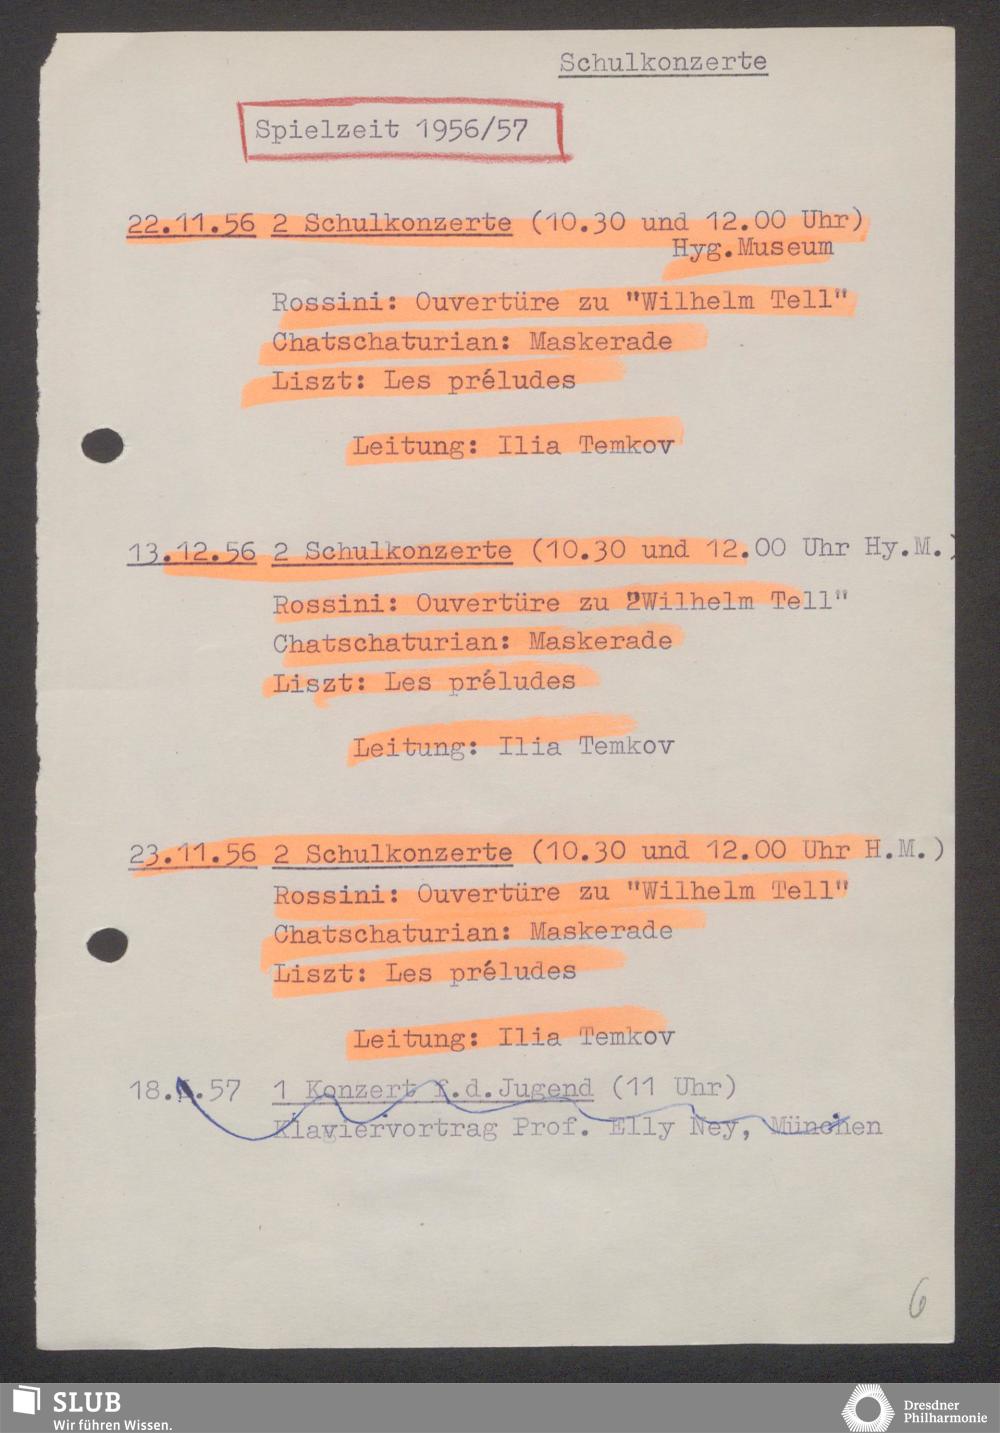 Schulkonzerte
Spielzeit 1956/57
22.11.56 2 Schulkonzerte (10.30 und 12.00 Uhr)
Hyg.Museum
Rossini: Ouvertüre zu "Wilhelm Tell"
Chatschaturian: Maskerade
Liszt: Les préludes
Leitung: Ilia Temkov
13.12.56 2 Schulkonzerte (10.30 und 12.00 Uhr Hy.M.)
Rossini: Ouvertüre zu 2Wilhelm Tell"
Chatschaturian: Maskerade
Liszt: Les préludes
Leitung: Ilia Temkov
23.11.56 2 Schulkonzerte (10.30 und 12.00 Uhr H.M.)
Rossini: Ouvertüre zu "Wilhelm Tell"
Chatschaturian: Maskerade
Liszt: Les préludes
Leitung: Ilia Temkov
18. .57 1 Konzert f.d.Jugend (11 Uhr)
Klaviervortrag Prof. Elly Ney, München
6
SLUB
Wir führen Wissen.
Dresdner
Philharmonie